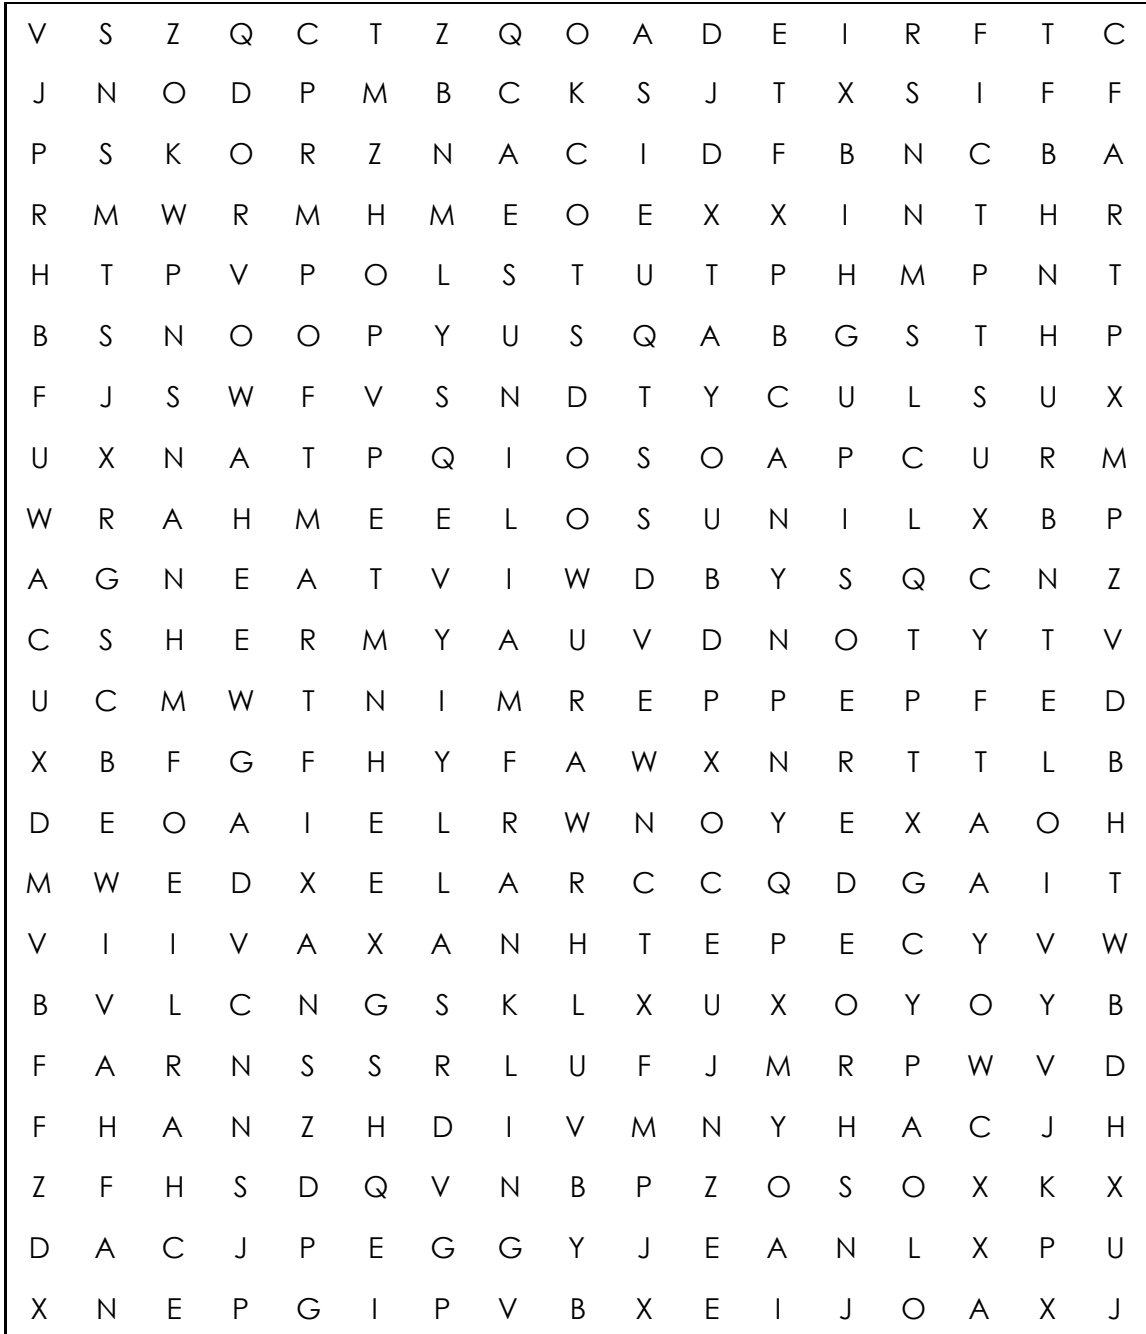 V S Z Q C T Z Q O A D E I R F T C
J N O D P M B C K S J T X S I F F
P S K O R Z N A C I D F B N C B A
R M W R M H M E O E X X I N T H R
H T P V P O L S T U T P H M P N T
B S N O O P Y U S Q A B G S T H P
F J S W F V S N D T Y C U L S U X
U X N A T P Q I O S O A P C U R M
W R A H M E E L O S U N I L X B P
A G N E A T V I W D B Y S Q C N Z
C S H E R M Y A U V D N O T Y T V
U C M W T N I M R E P P E P F E D
X B F G F H Y F A W X N R T T L B
D E O A I E L R W N O Y E X A O H
M W E D X E L A R C C Q D G A I T
V I I V A X A N H T E P E C Y V W
B V L C N G S K L X U X O Y O Y B
F A R N S S R L U F J M R P W V D
F H A N Z H D I V M N Y H A C J H
Z F H S D Q V N B P Z O S O X K X
D A C J P E G G Y J E A N L X P U
X N E P G I P V B X E I J O A X J